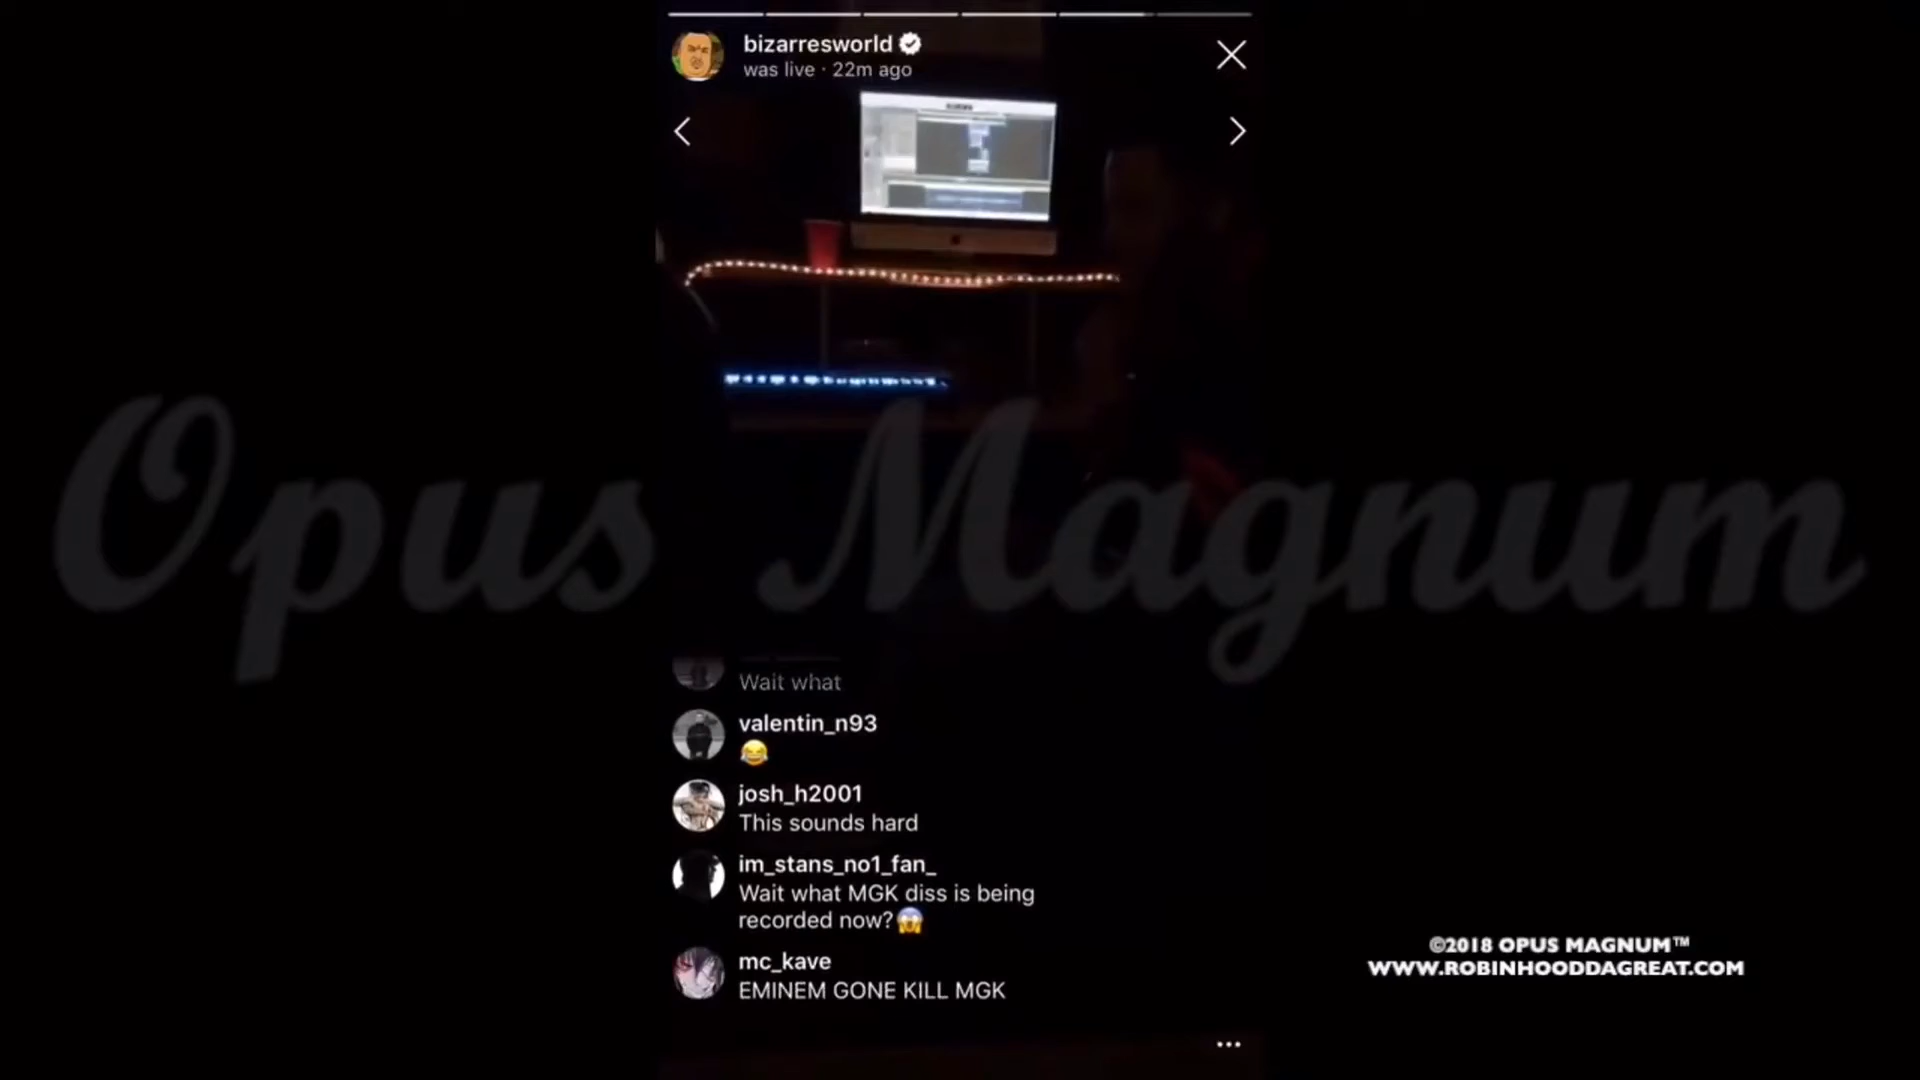 bizarresworld
was live · 22m ago
Opus Magnum
Wait what
valentin_n93
😂
josh_h2001
This sounds hard
im_stans_no1_fan_
Wait what MGK diss is being
recorded now?😱
mc_kave
EMINEM GONE KILL MGK
©2018 OPUS MAGNUM™
WWW.ROBINHOODDAGREAT.COM